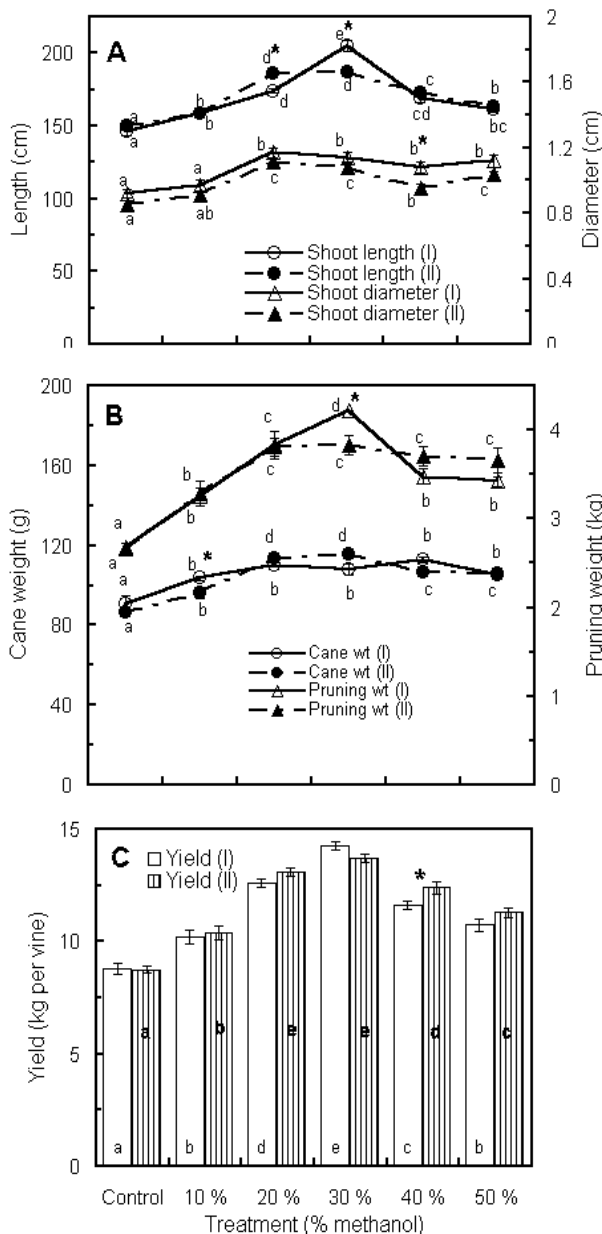 A
Length (cm)
Diameter (cm)
200
150
100
50
0
2
1.6
1.2
0.8
0.4
0
a b d * e * c b
a b d d cd bc
a a b b b * b
a ab c c b c
Shoot length (I)
Shoot length (II)
Shoot diameter (I)
Shoot diameter (II)
B
Cane weight (g)
Pruning weight (kg)
200
160
120
80
40
0
4
3
2
1
0
a b c d * c c
a b c c b b
a b * d d b b
a b b b c c
Cane wt (I)
Cane wt (II)
Pruning wt (I)
Pruning wt (II)
C
Yield (I)
Yield (II)
Yield (kg per vine)
15
10
5
0
*
a b e e d c
a b d e c b
Control 10 % 20 % 30 % 40 % 50 %
Treatment (% methanol)